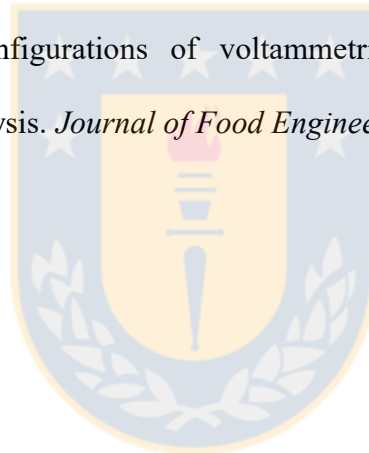 nfigurations of voltammetri
ysis. Journal of Food Enginee